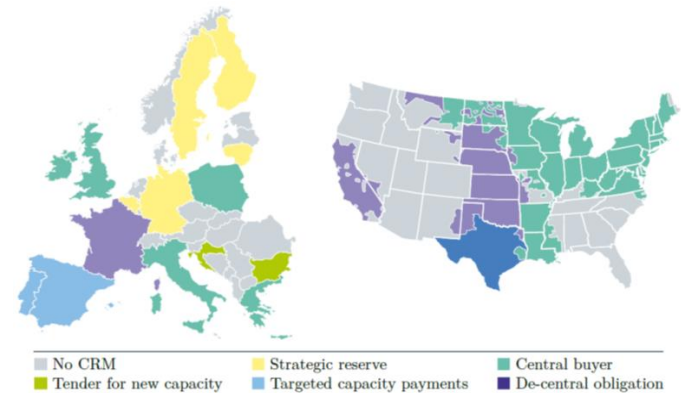 No CRM Strategic reserve Central buyer
Tender for new capacity Targeted capacity payments De-central obligation